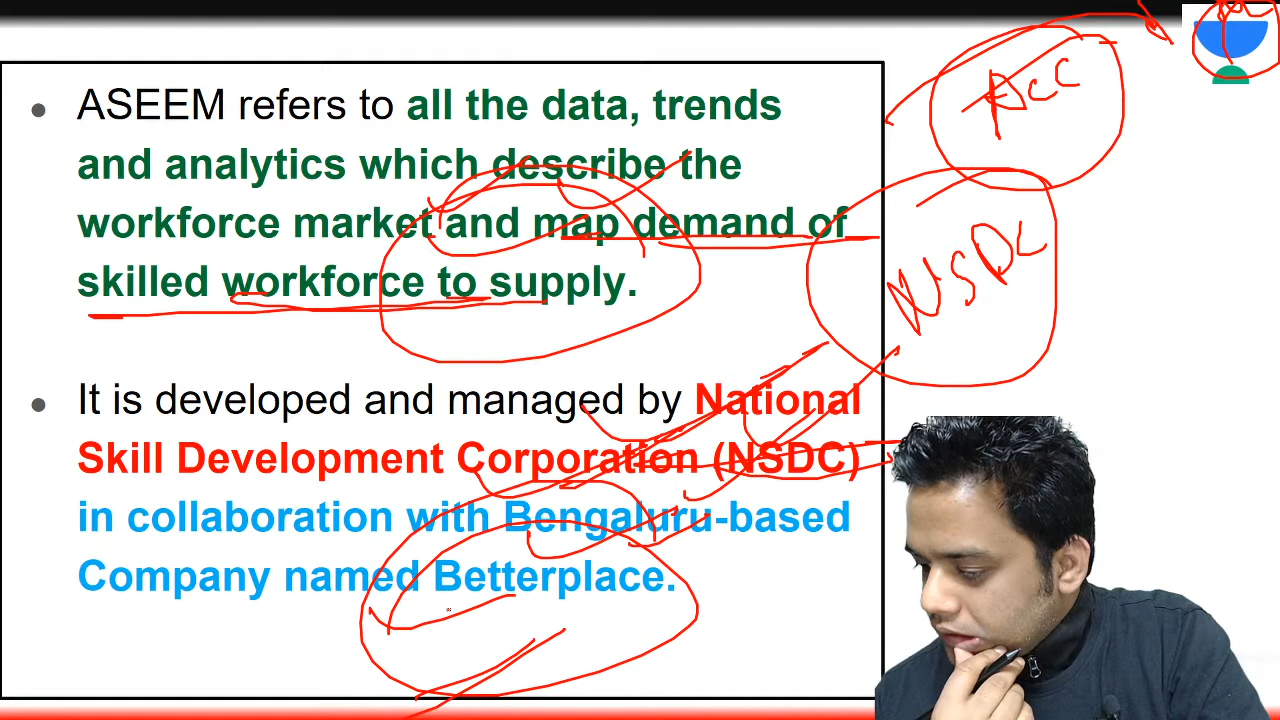 ASEEM refers to all the data, trends
and analytics which describe the
workforce market and map demand of
skilled workforce to supply.
It is developed and managed by National
Skill Development Corporation (NSDC)
in collaboration with Bengaluru-based
Company named Betterplace.
NSDC